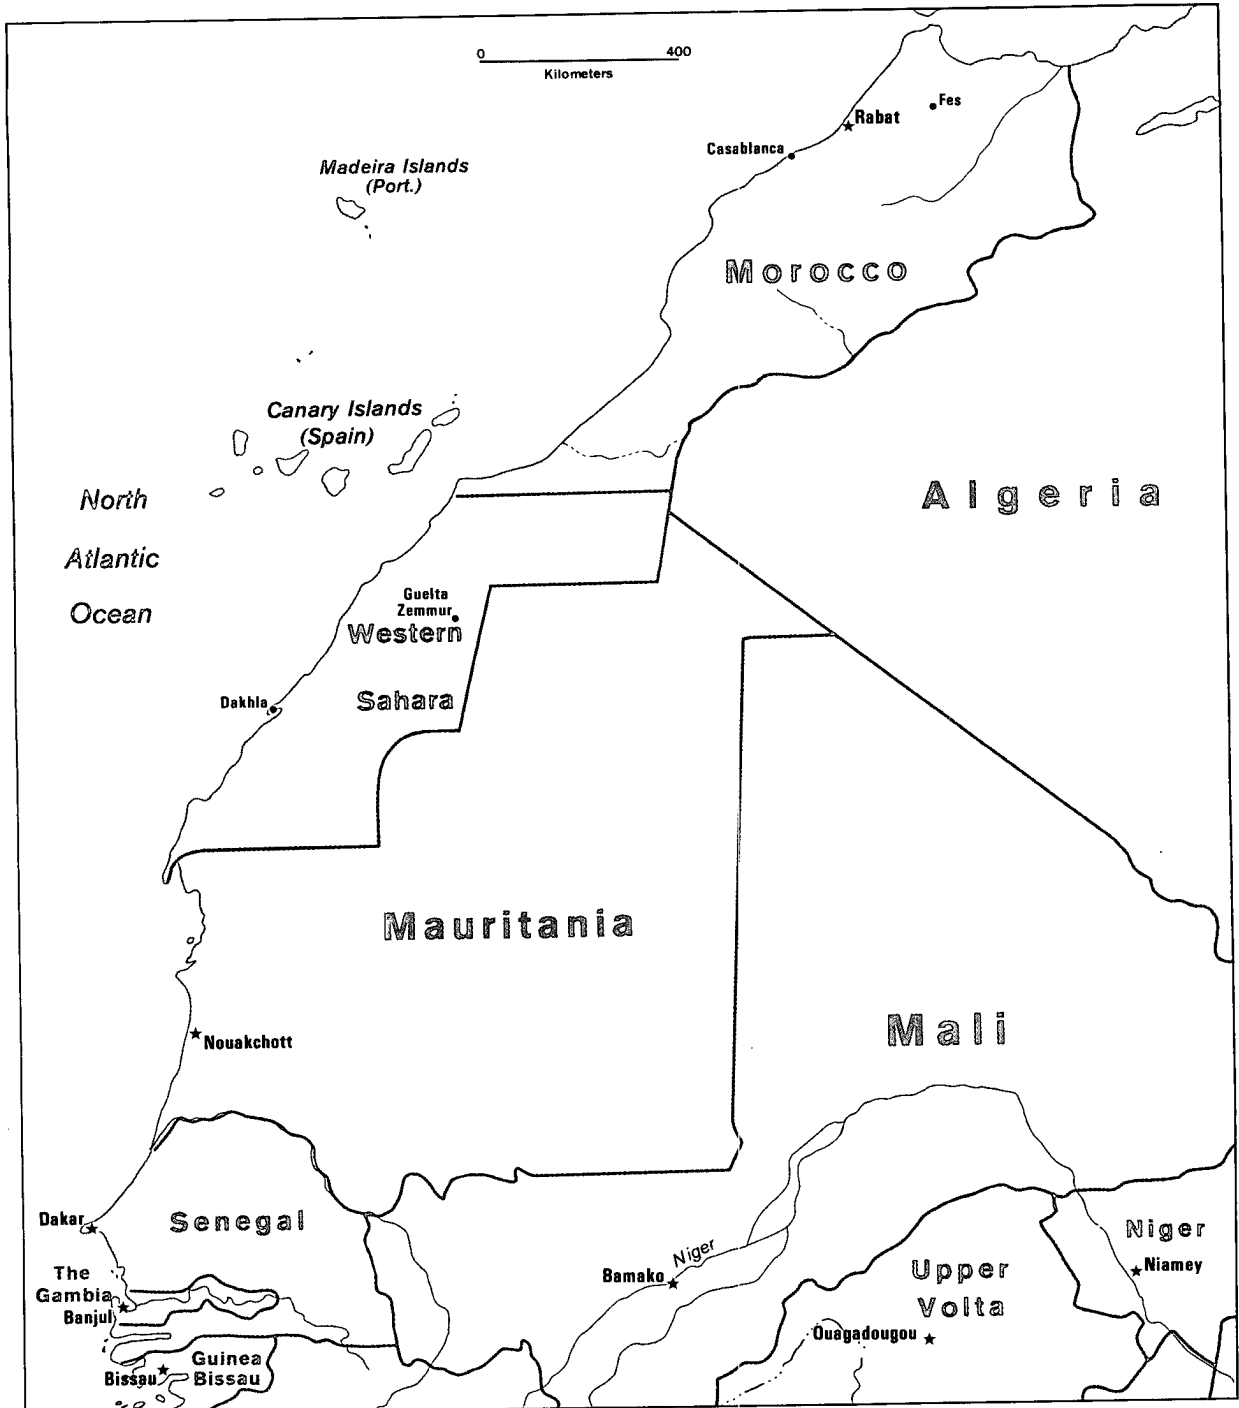 0 400
Kilometers
Fes
Rabat
Casablanca
Madeira Islands
(Port.)
Morocco
Canary Islands
(Spain)
North
Atlantic
Ocean
Algeria
Guelta
Zemmur
Western
Sahara
Dakhla
Mauritania
Mali
Nouakchott
Dakar
Senegal
The
Gambia
Banjul
Bissau
Guinea
Bissau
Niger
Bamako
Upper
Volta
Ouagadougou
Niger
Niamey